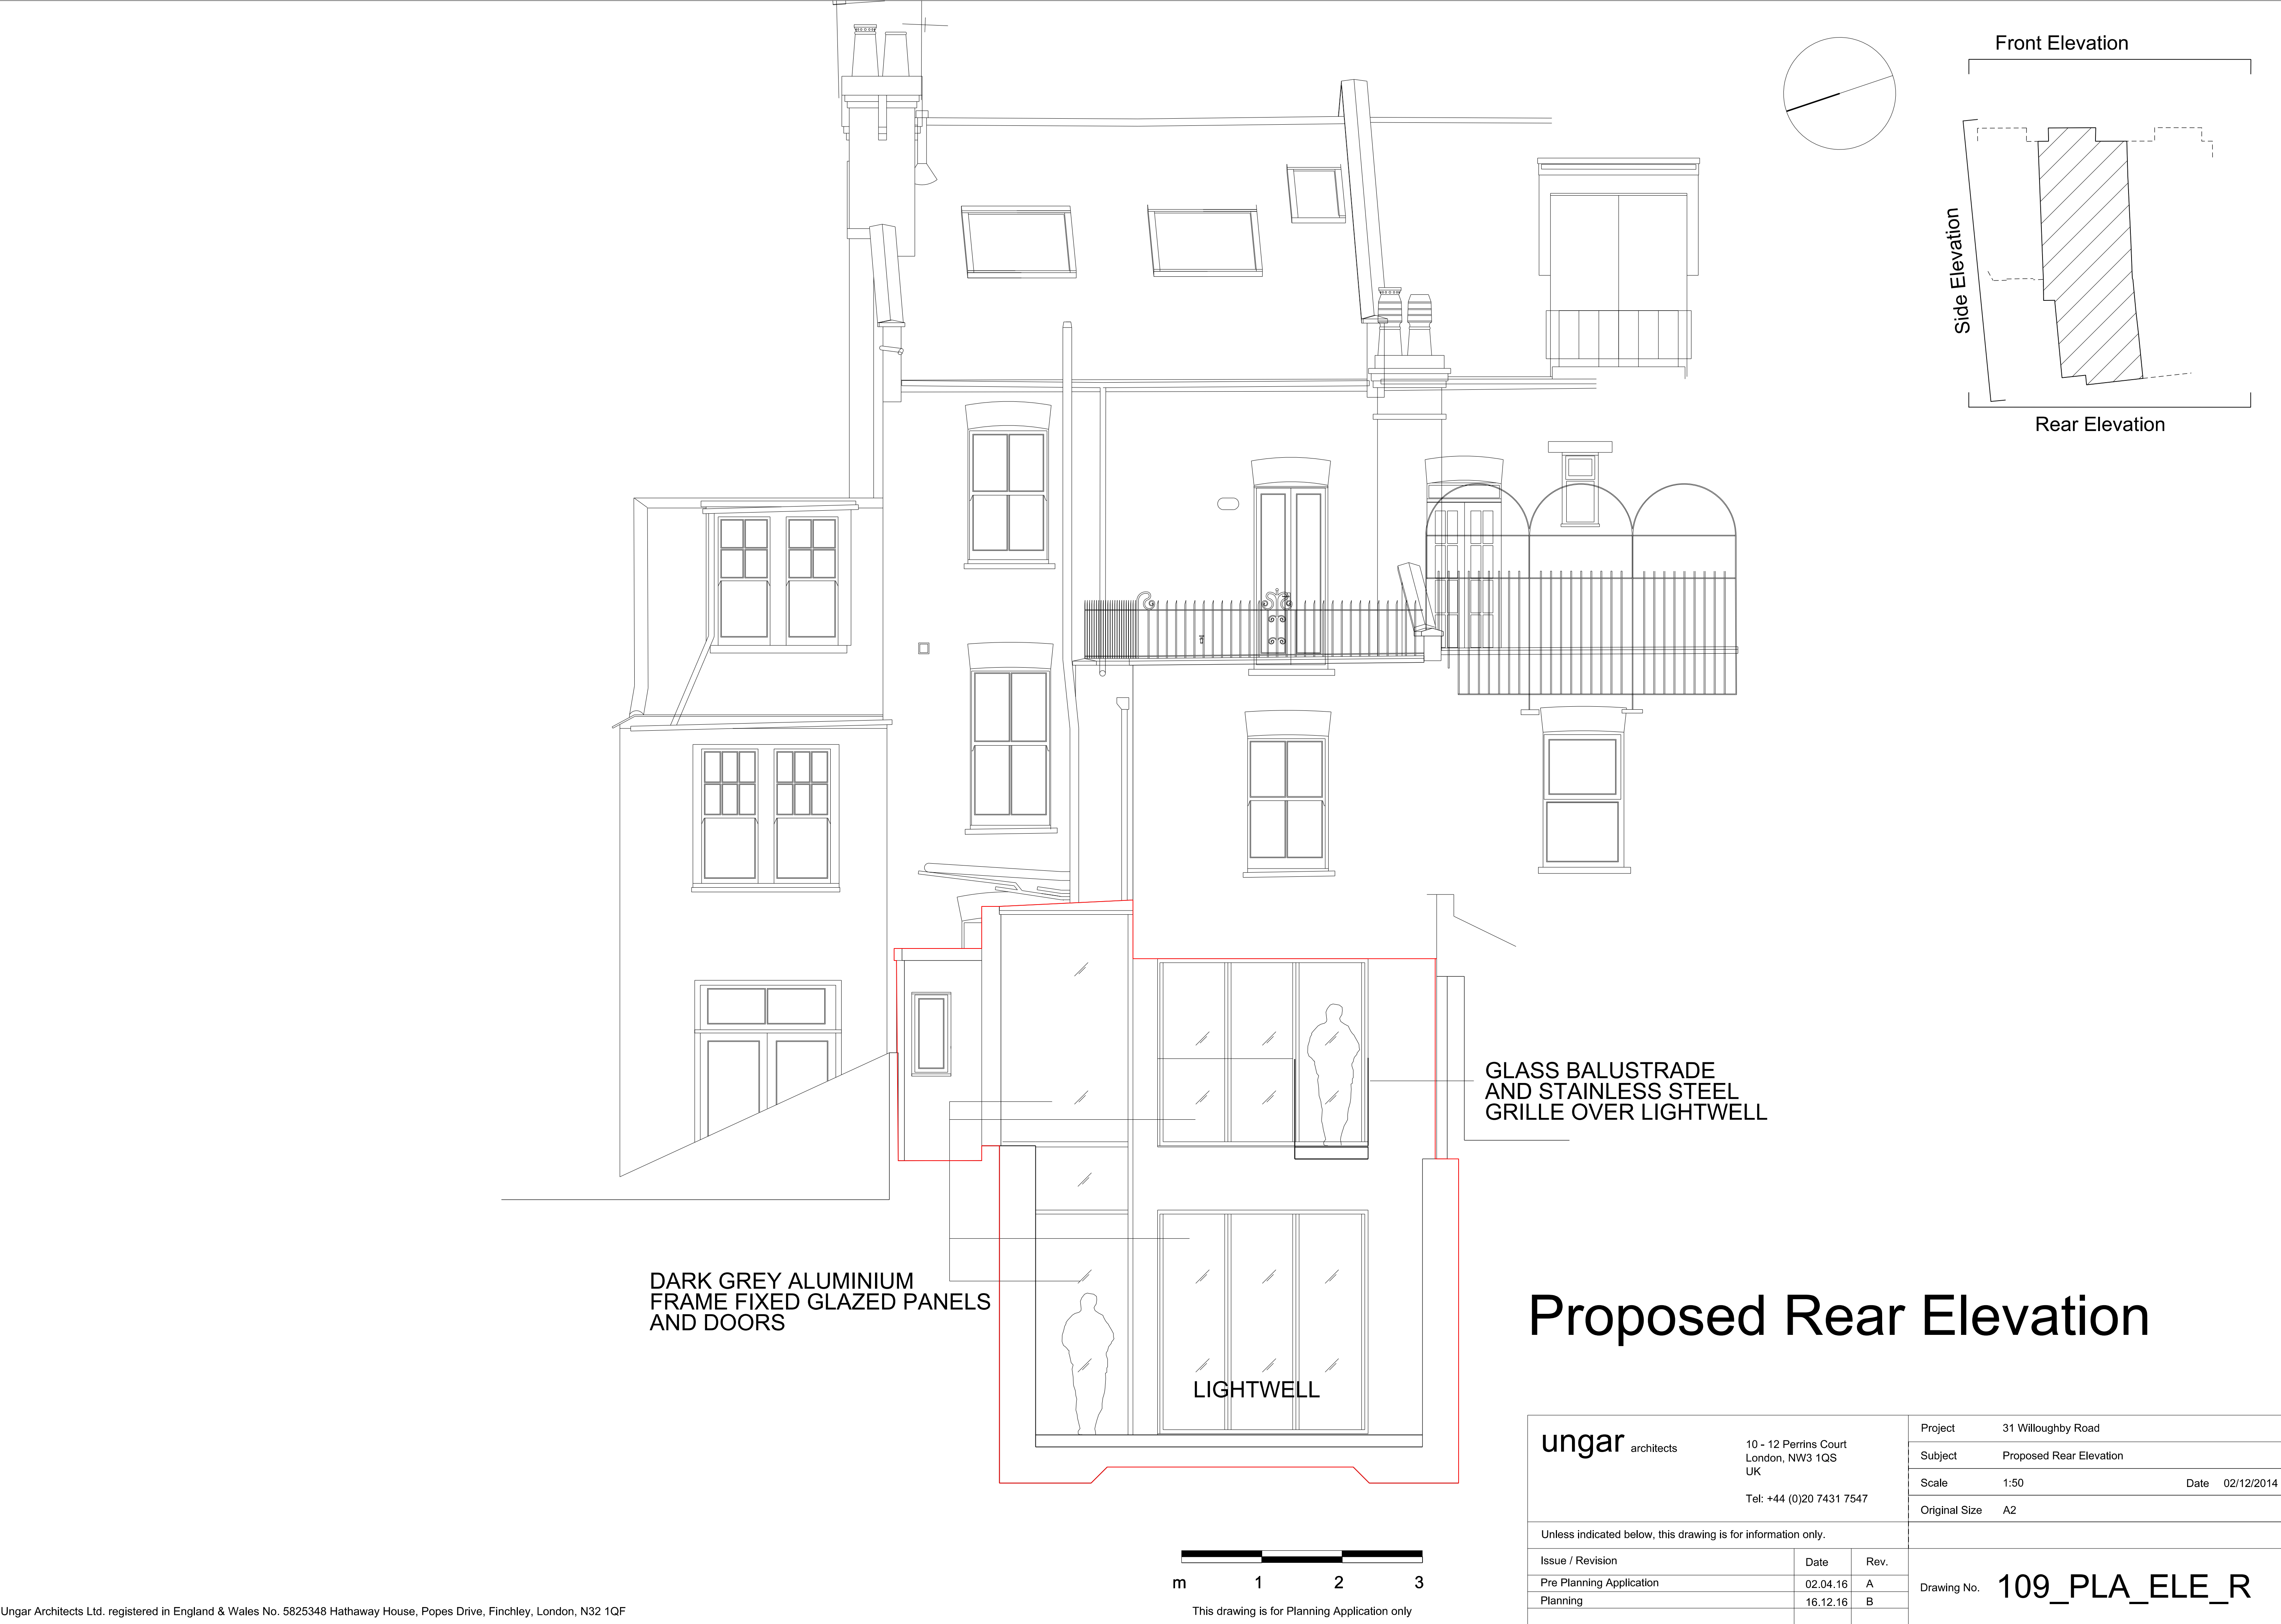 Front Elevation
Side Elevation
Rear Elevation
GLASS BALUSTRADE
AND STAINLESS STEEL
GRILLE OVER LIGHTWELL
DARK GREY ALUMINIUM
FRAME FIXED GLAZED PANELS
AND DOORS
LIGHTWELL
Proposed Rear Elevation
ungar architects
10 - 12 Perrins Court
London, NW3 1QS
UK
Tel: +44 (0)20 7431 7547
Project 31 Willoughby Road
Subject Proposed Rear Elevation
Scale 1:50 Date 02/12/2014
Original Size A2
Unless indicated below, this drawing is for information only.
Issue / Revision Date Rev.
Pre Planning Application 02.04.16 A
Planning 16.12.16 B
Drawing No. 109_PLA_ELE_R
m 1 2 3
This drawing is for Planning Application only
Ungar Architects Ltd. registered in England & Wales No. 5825348 Hathaway House, Popes Drive, Finchley, London, N32 1QF